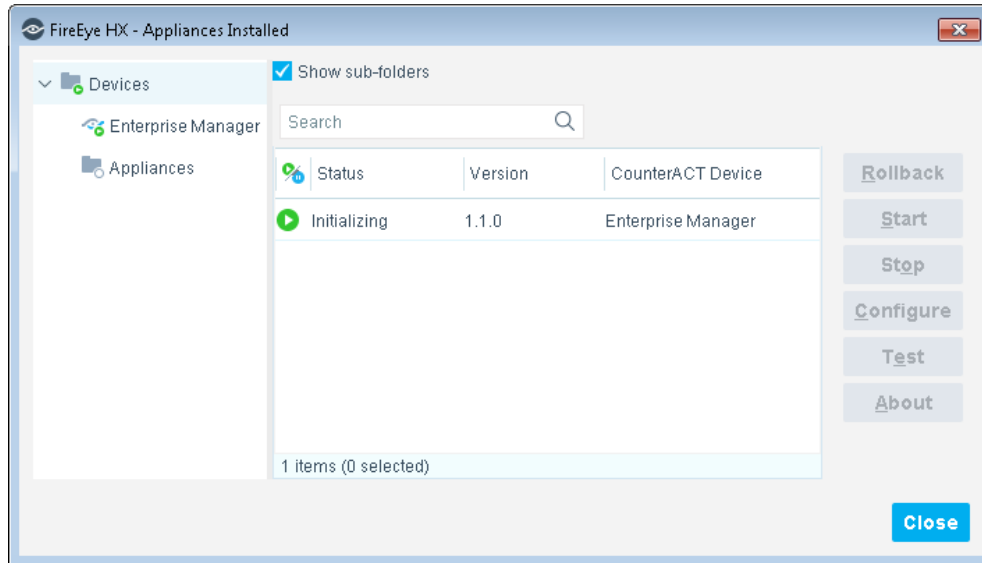 FireEye HX - Appliances Installed
Devices
Enterprise Manager
Appliances
Show sub-folders
Search
Status Version CounterACT Device
Initializing 1.1.0 Enterprise Manager
1 items (0 selected)
Rollback
Start
Stop
Configure
Test
About
Close